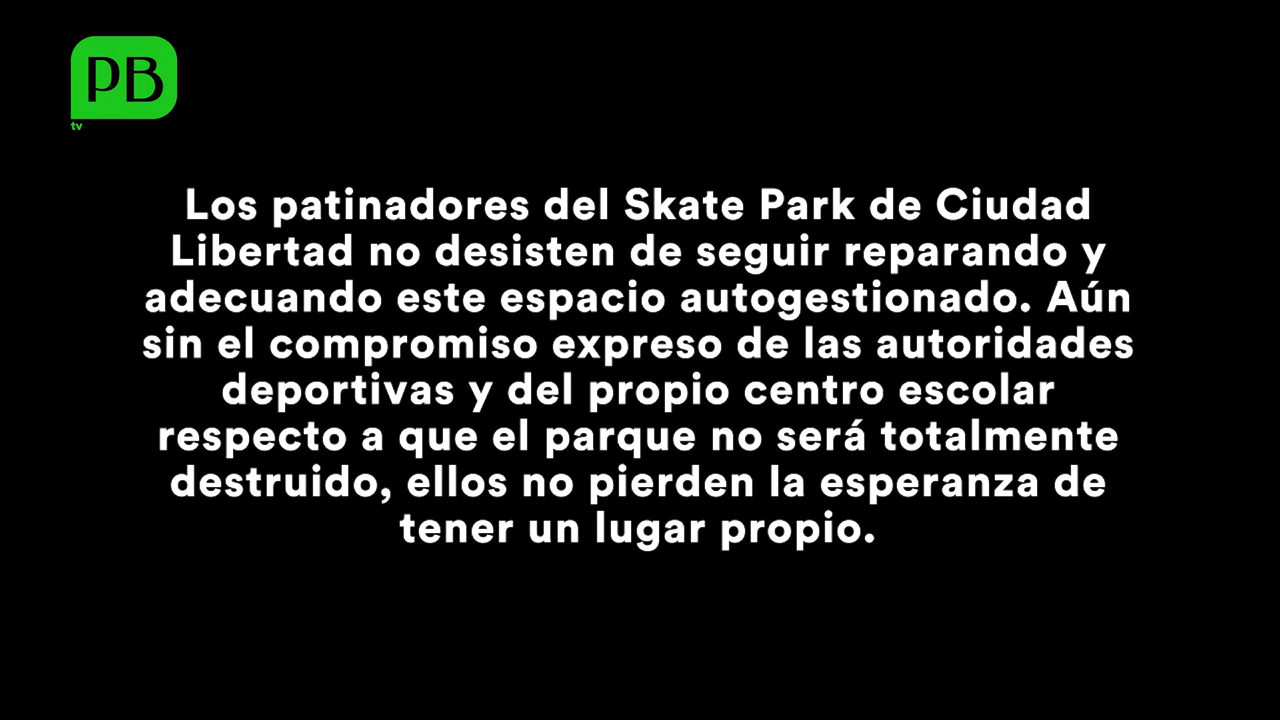 PB
tv
Los patinadores del Skate Park de Ciudad
Libertad no desisten de seguir reparando y
adecuando este espacio autogestionado. Aún
sin el compromiso expreso de las autoridades
deportivas y del propio centro escolar
respecto a que el parque no será totalmente
destruido, ellos no pierden la esperanza de
tener un lugar propio.